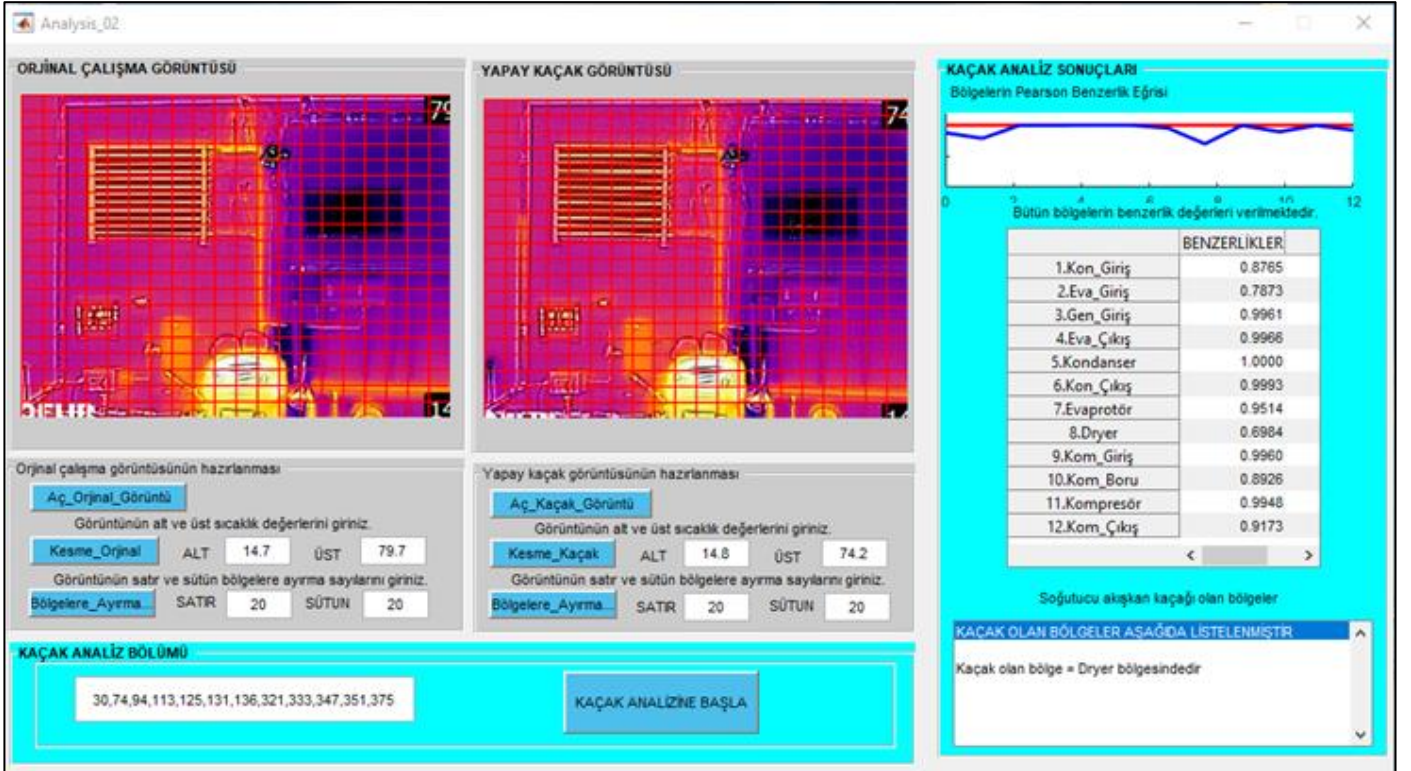 Analysis_02
ORJİNAL ÇALIŞMA GÖRÜNTÜSÜ
79
YAPAY KAÇAK GÖRÜNTÜSÜ
74
Orjinal çalışma görüntüsünün hazırlanması
Aç_Orjinal_Görüntü
Görüntünün alt ve üst sıcaklık değerlerini giriniz.
Kesme_Orjinal ALT 14.7 ÜST 79.7
Görüntünün satır ve sütün bölgelere ayırma sayılarını giriniz.
Bölgelere_Ayırma... SATIR 20 SÜTUN 20
Yapay kaçak görüntüsünün hazırlanması
Aç_Kaçak_Görüntü
Görüntünün alt ve üst sıcaklık değerlerini giriniz.
Kesme_Kaçak ALT 14.8 ÜST 74.2
Görüntünün satır ve sütün bölgelere ayırma sayılarını giriniz.
Bölgelere_Ayırma... SATIR 20 SÜTUN 20
KAÇAK ANALİZ BÖLÜMÜ
30,74,94,113,125,131,136,321,333,347,351,375
KAÇAK ANALİZİNE BAŞLA
KAÇAK ANALİZ SONUÇLARI
Bölgelerin Pearson Benzerlik Eğrisi
0 2 4 6 8 10 12
Bütün bölgelerin benzerlik değerleri verilmektedir.
BENZERLİKLER
1.Kon_Giriş 0.8765
2.Eva_Giriş 0.7873
3.Gen_Giriş 0.9961
4.Eva_Çıkış 0.9966
5.Kondanser 1.0000
6.Kon_Çıkış 0.9993
7.Evaprotör 0.9514
8.Dryer 0.6984
9.Kom_Giriş 0.9960
10.Kom_Boru 0.8926
11.Kompresör 0.9948
12.Kom_Çıkış 0.9173
Soğutucu akışkan kaçağı olan bölgeler
KAÇAK OLAN BÖLGELER AŞAĞIDA LİSTELENMİŞTİR
Kaçak olan bölge = Dryer bölgesindedir